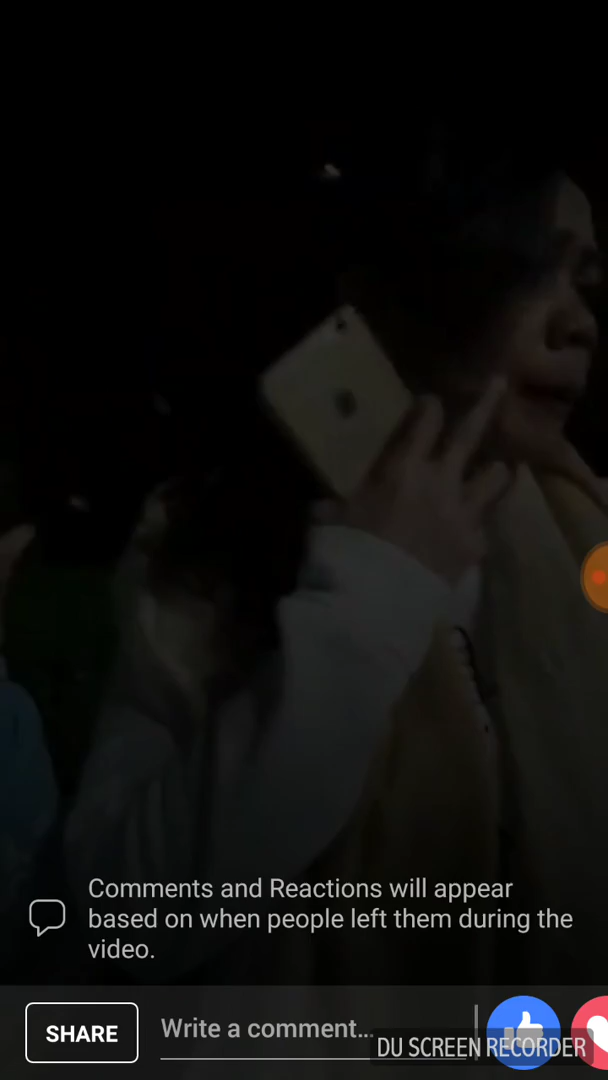 Comments and Reactions will appear
based on when people left them during the
video.
SHARE
Write a comment...
DU SCREEN RECORDER